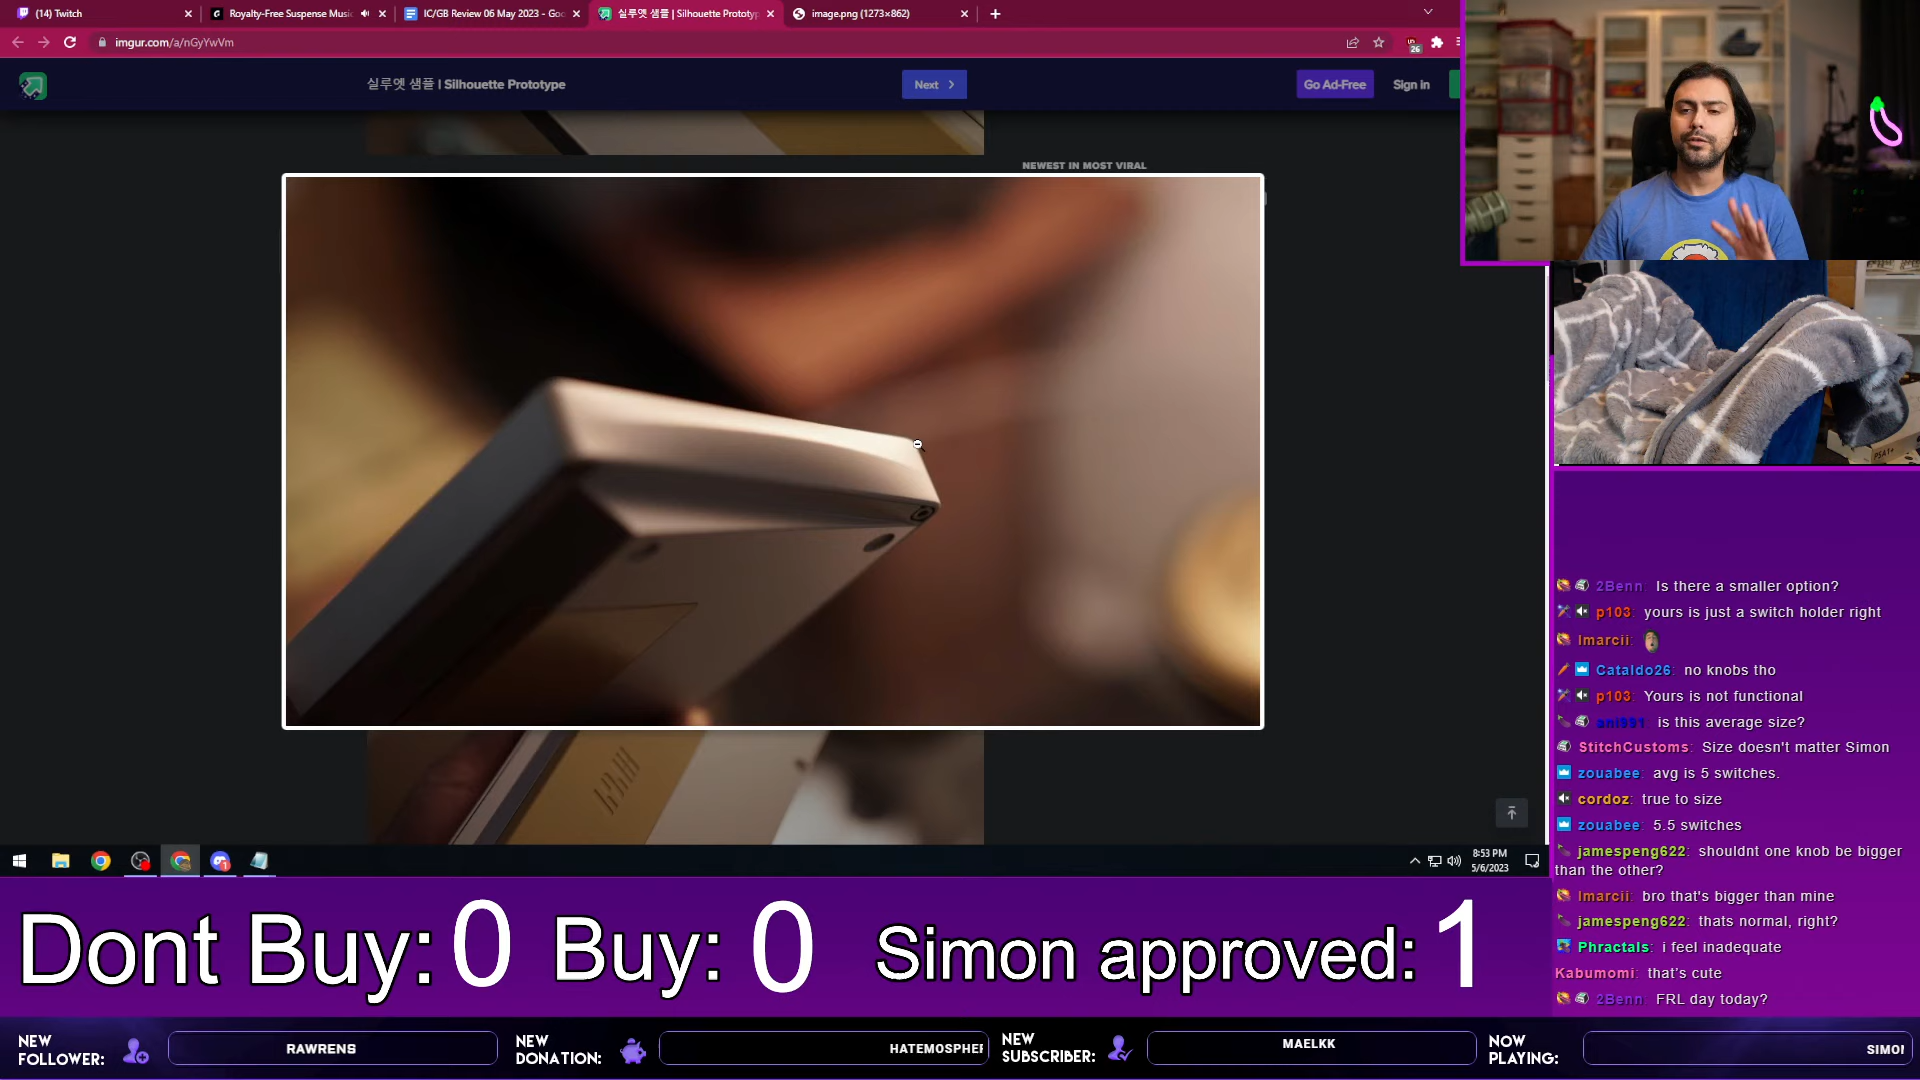 (14) Twitch
Royalty-Free Suspense Music
IC/GB Review 06 May 2023 - Goo
실루엣 샘플 | Silhouette Prototyp
image.png (1273×862)
imgur.com/a/nGyYwVm
26
실루엣 샘플 | Silhouette Prototype
Next
Go Ad-Free
Sign in
NEWEST IN MOST VIRAL
2Benn: Is there a smaller option?
p103: yours is just a switch holder right
lmarcii:
Cataldo26: no knobs tho
p103: Yours is not functional
ani991: is this average size?
StitchCustoms: Size doesn't matter Simon
zouabee: avg is 5 switches.
cordoz: true to size
zouabee: 5.5 switches
jamespeng622: shouldnt one knob be bigger
than the other?
lmarcii: bro that's bigger than mine
jamespeng622: thats normal, right?
Phractals: i feel inadequate
Kabumomi: that's cute
2Benn: FRL day today?
8:53 PM
5/6/2023
Dont Buy: 0 Buy: 0 Simon approved: 1
NEW FOLLOWER: RAWRENS
NEW DONATION: HATEMOSPHER
NEW SUBSCRIBER: MAELKK
NOW PLAYING: SIMO